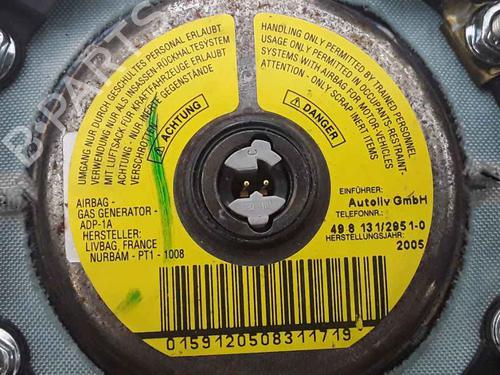 UMGANG NUR DURCH GESCHULTES PERSONAL ERLAUBT
VERWENDUNG NUR ALS INSASSEN-RÜCKHALTESYSTEM
MIT LUFTSACK FÜR KRAFTFAHRZEUGE ERLAUBT
ACHTUNG - NUR INERTE GEGENSTÄNDE
VERSCHROTTEN
ACHTUNG
HANDLING ONLY PERMITTED BY TRAINED PERSONNEL
USAGE ONLY PERMITTED IN OCCUPANTS-RESTRAINT-
SYSTEMS WITH AIRBAG FOR MOTOR-VEHICLES
ATTENTION - ONLY SCRAP INERT ITEMS
DANGER
AIRBAG -
GAS GENERATOR -
ADP-1A
HERSTELLER:
LIVBAG, FRANCE
NURBAM - PT1 - 1008
EINFÜHRER:
Autoliv GmbH
TELEFONNR.:
49 8 131/2951-0
HERSTELLUNGSJAHR:
2005
0159120508311719
B-PARTS